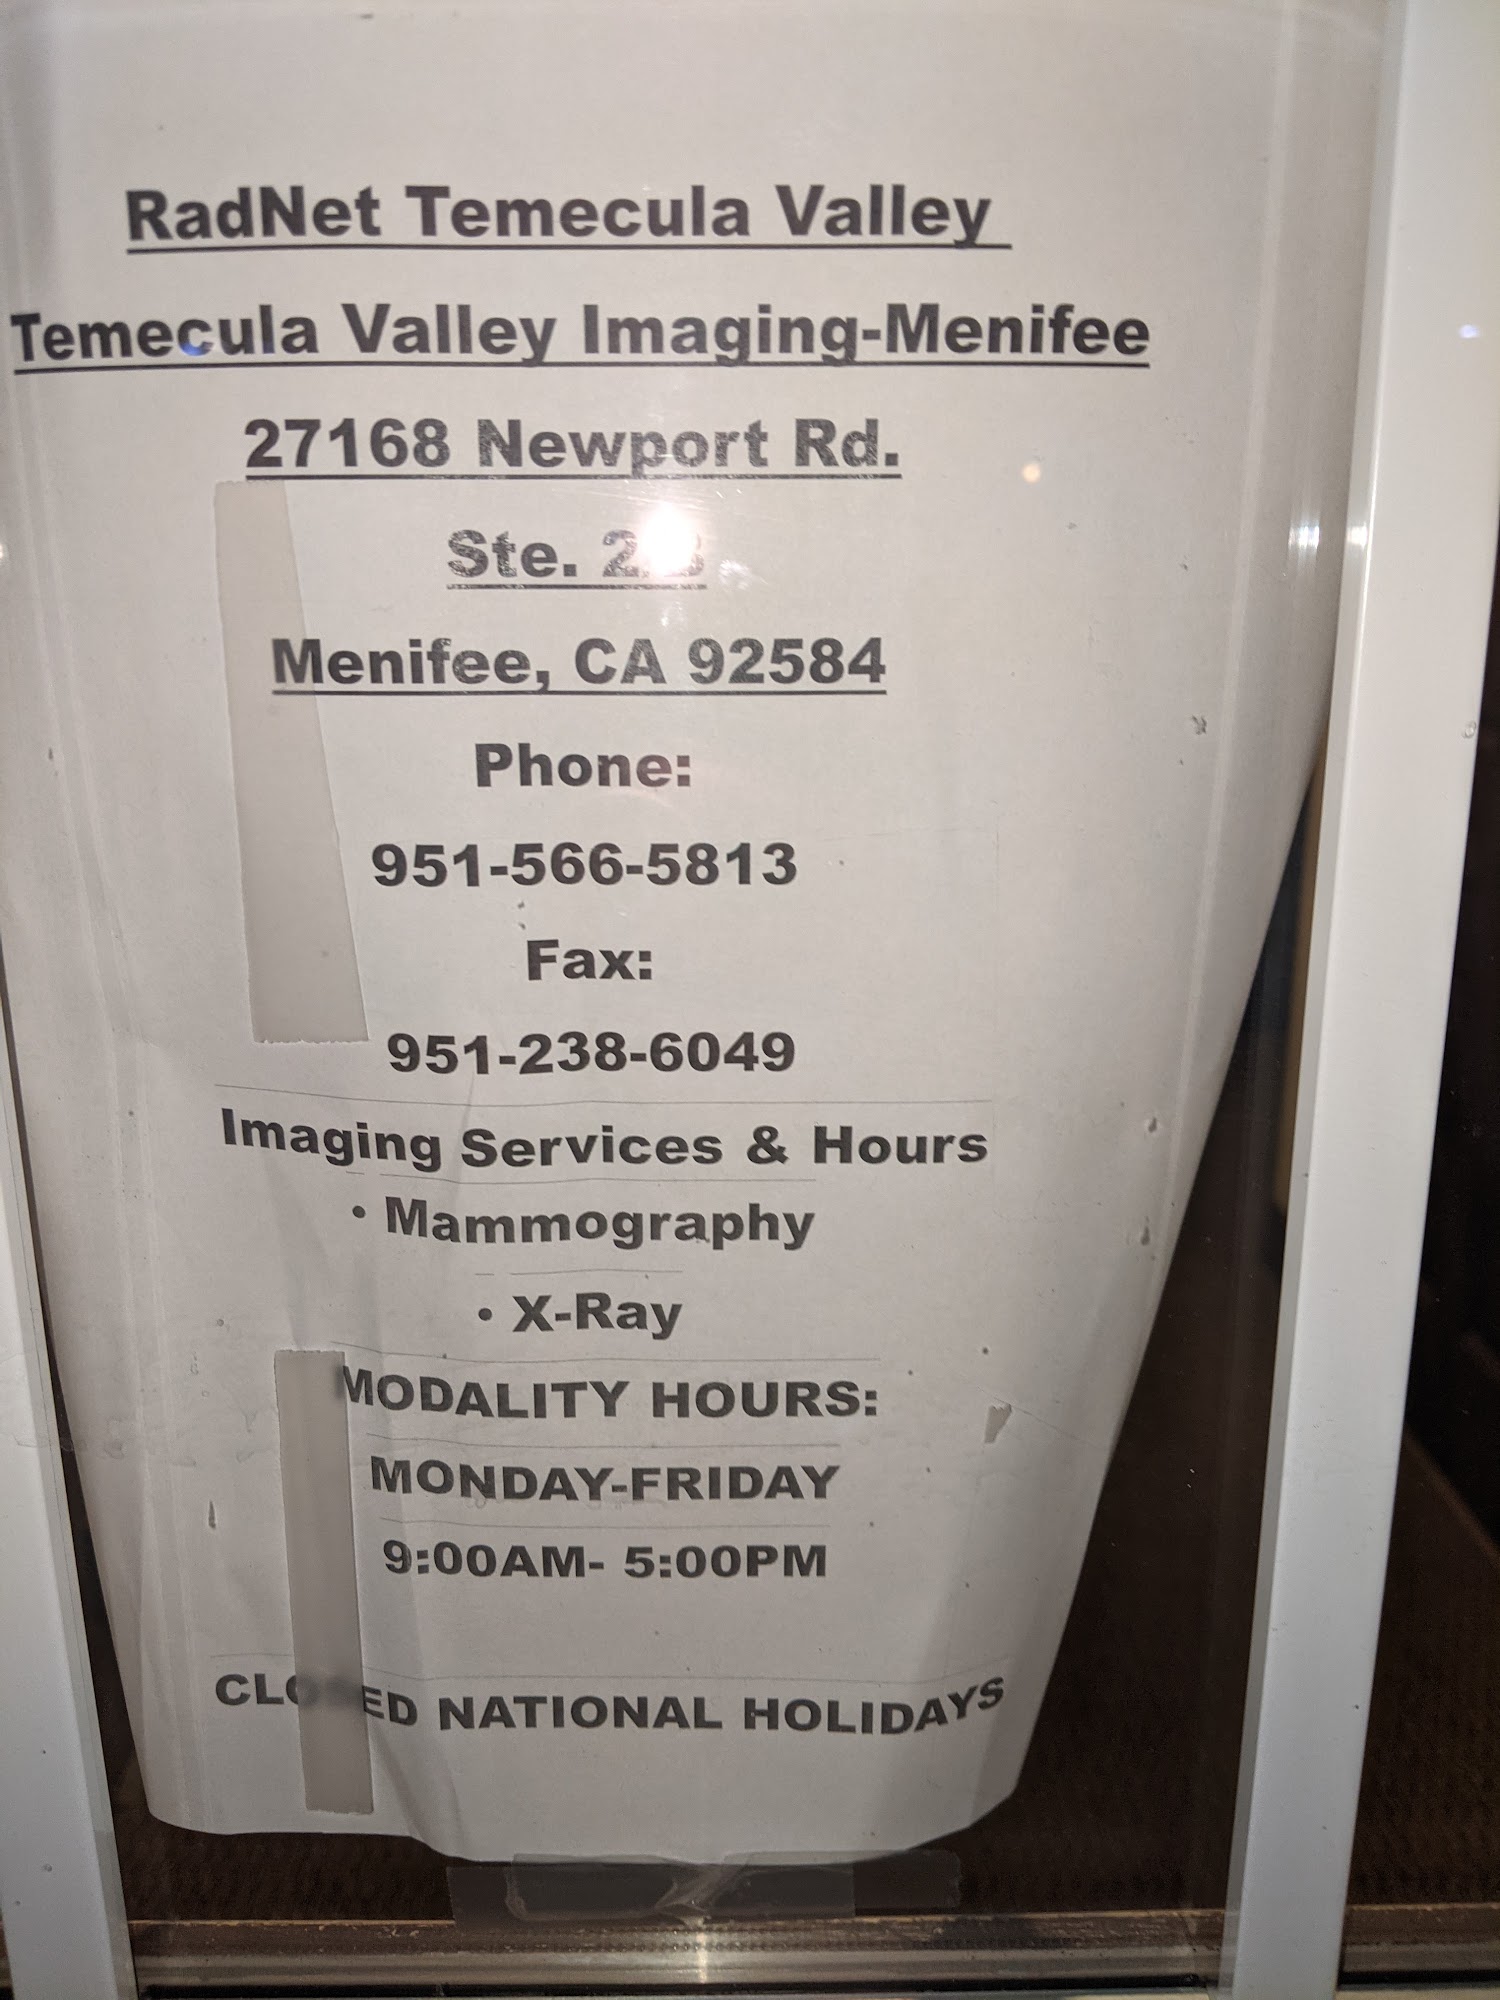 RadNet Temecula Valley
Temecula Valley Imaging-Menifee
27168 Newport Rd.
Ste.
Menifee, CA 92584
Phone:
951-566-5813
Fax:
951-238-6049
Imaging Services & Hours
• Mammography
• X-Ray
MODALITY HOURS:
MONDAY-FRIDAY
9:00AM- 5:00PM
CLOSED NATIONAL HOLIDAYS